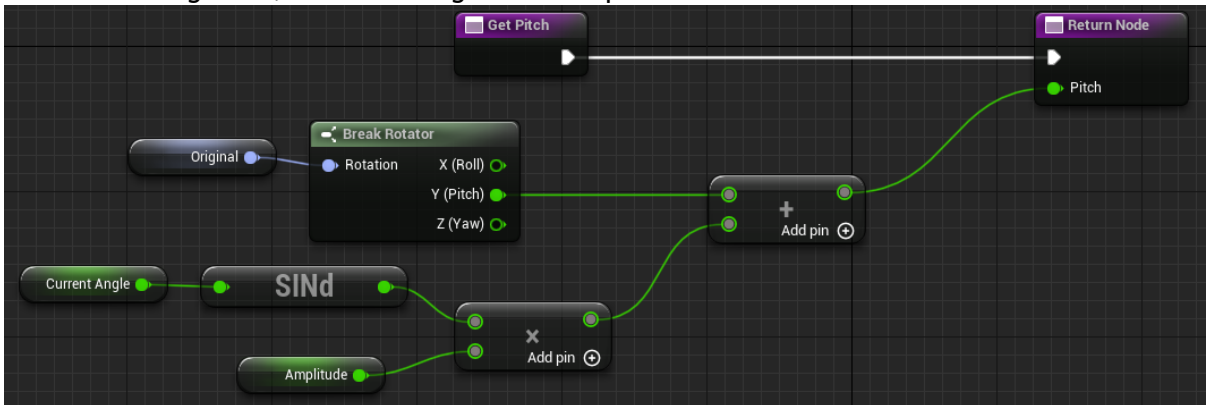 Get Pitch
Return Node
Pitch
Break Rotator
Original
Rotation
X (Roll)
Y (Pitch)
Z (Yaw)
+
Add pin
Current Angle
SINd
×
Add pin
Amplitude